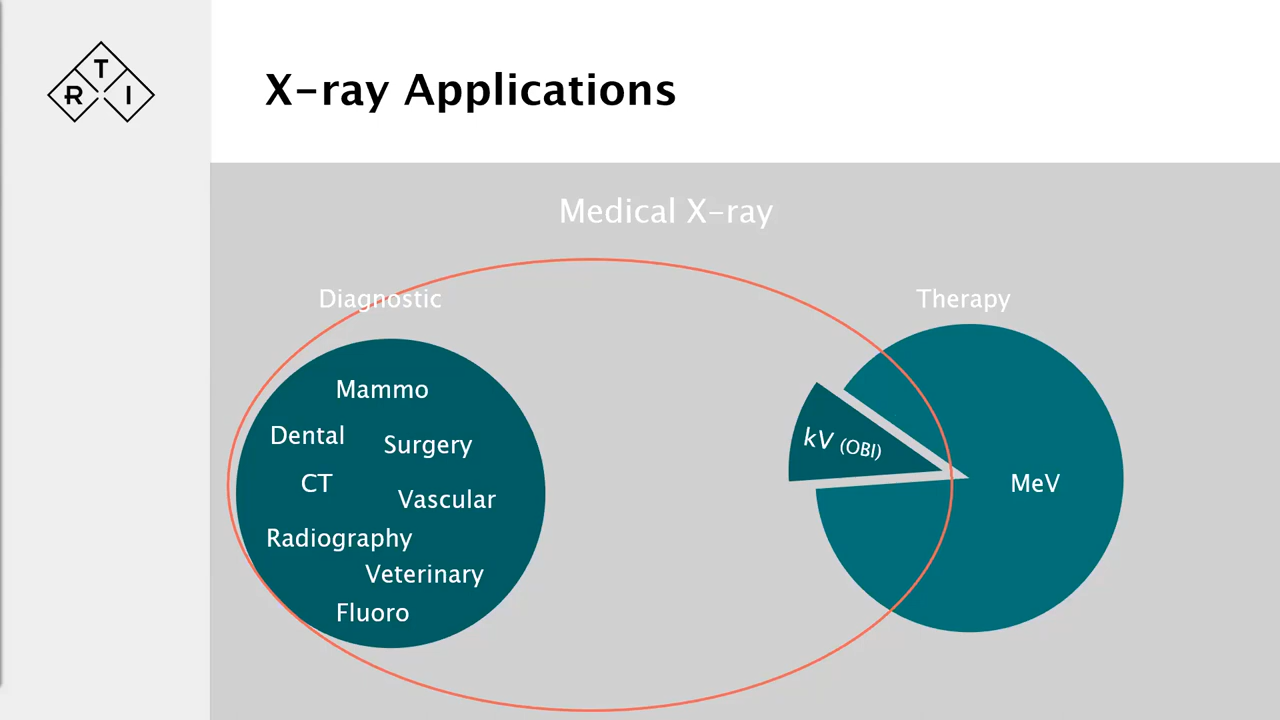 RTI
X-ray Applications
Medical X-ray
Diagnostic
Therapy
Mammo
Dental
Surgery
CT
Vascular
Radiography
Veterinary
Fluoro
kV (OBI)
MeV